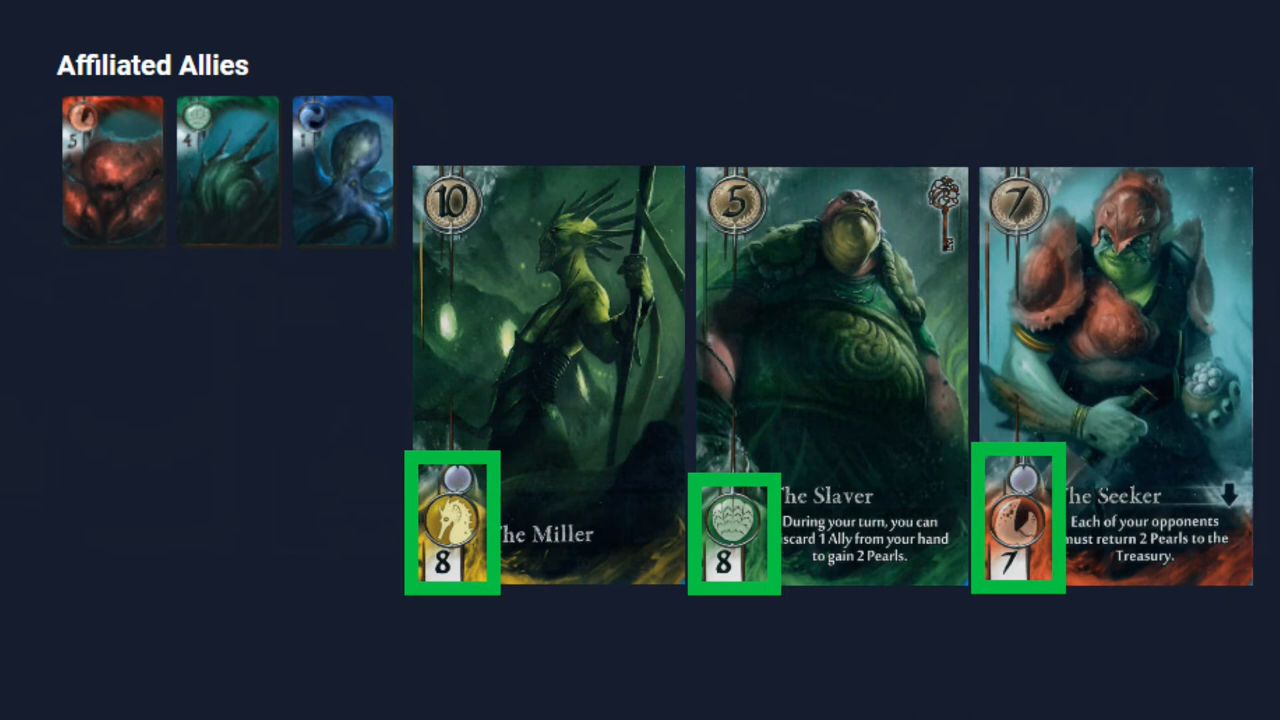 Affiliated Allies
5
4
1
10
8
The Miller
5
8
The Slaver
During your turn, you can
discard 1 Ally from your hand
to gain 2 Pearls.
7
7
The Seeker
Each of your opponents
must return 2 Pearls to the
Treasury.